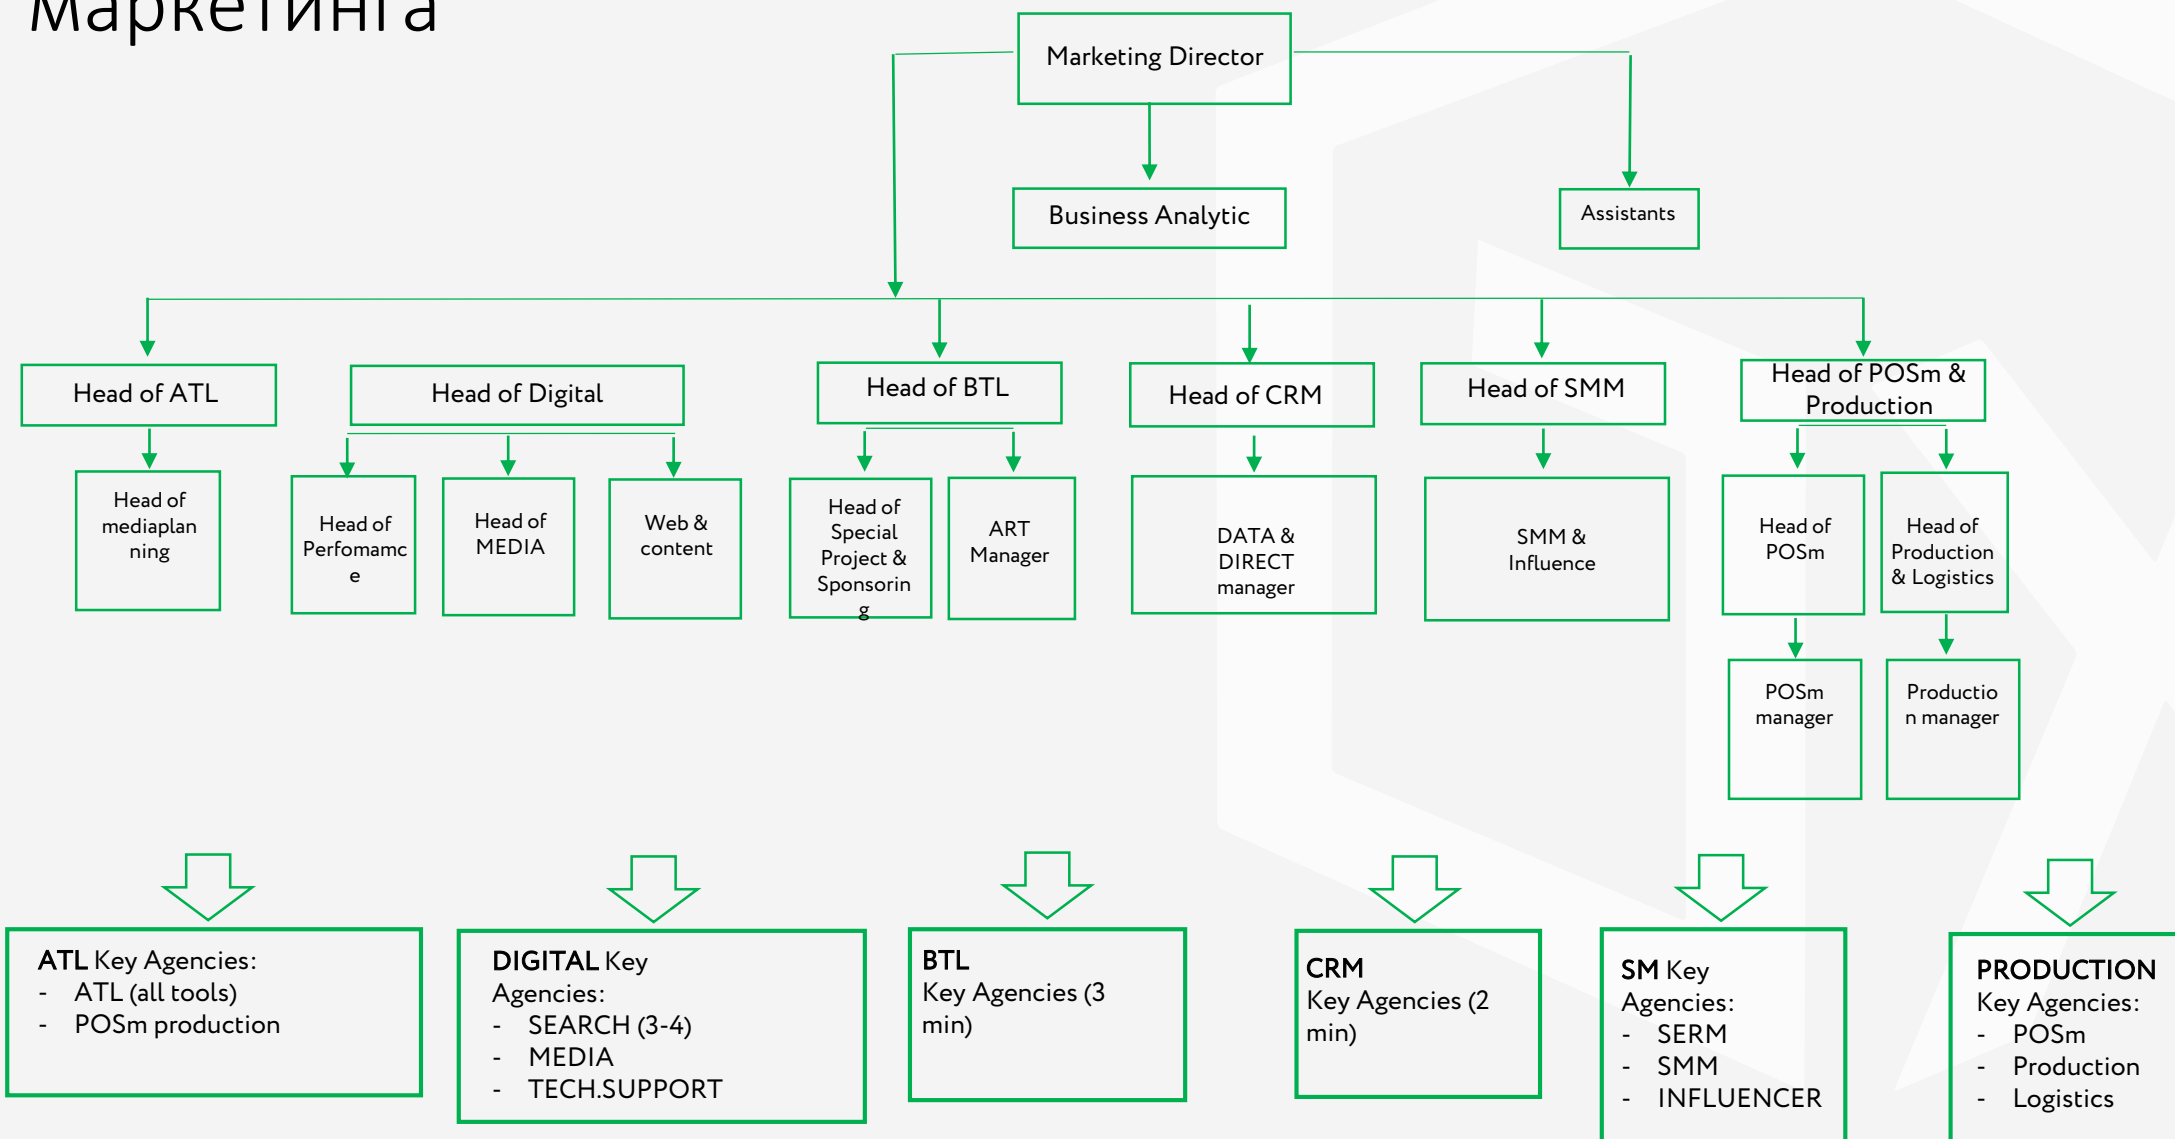 Маркетинга
Marketing Director
Business Analytic
Assistants
Head of ATL
Head of Digital
Head of BTL
Head of CRM
Head of SMM
Head of POSm &
Production
Head of
mediaplan
ning
Head of
Perfomamc
e
Head of
MEDIA
Web &
content
Head of
Special
Project &
Sponsorin
g
ART
Manager
DATA &
DIRECT
manager
SMM &
Influence
Head of
POSm
Head of
Production
& Logistics
POSm
manager
Productio
n manager
ATL Key Agencies:
- ATL (all tools)
- POSm production
DIGITAL Key
Agencies:
- SEARCH (3-4)
- MEDIA
- TECH.SUPPORT
BTL
Key Agencies (3
min)
CRM
Key Agencies (2
min)
SM Key
Agencies:
- SERM
- SMM
- INFLUENCER
PRODUCTION
Key Agencies:
- POSm
- Production
- Logistics